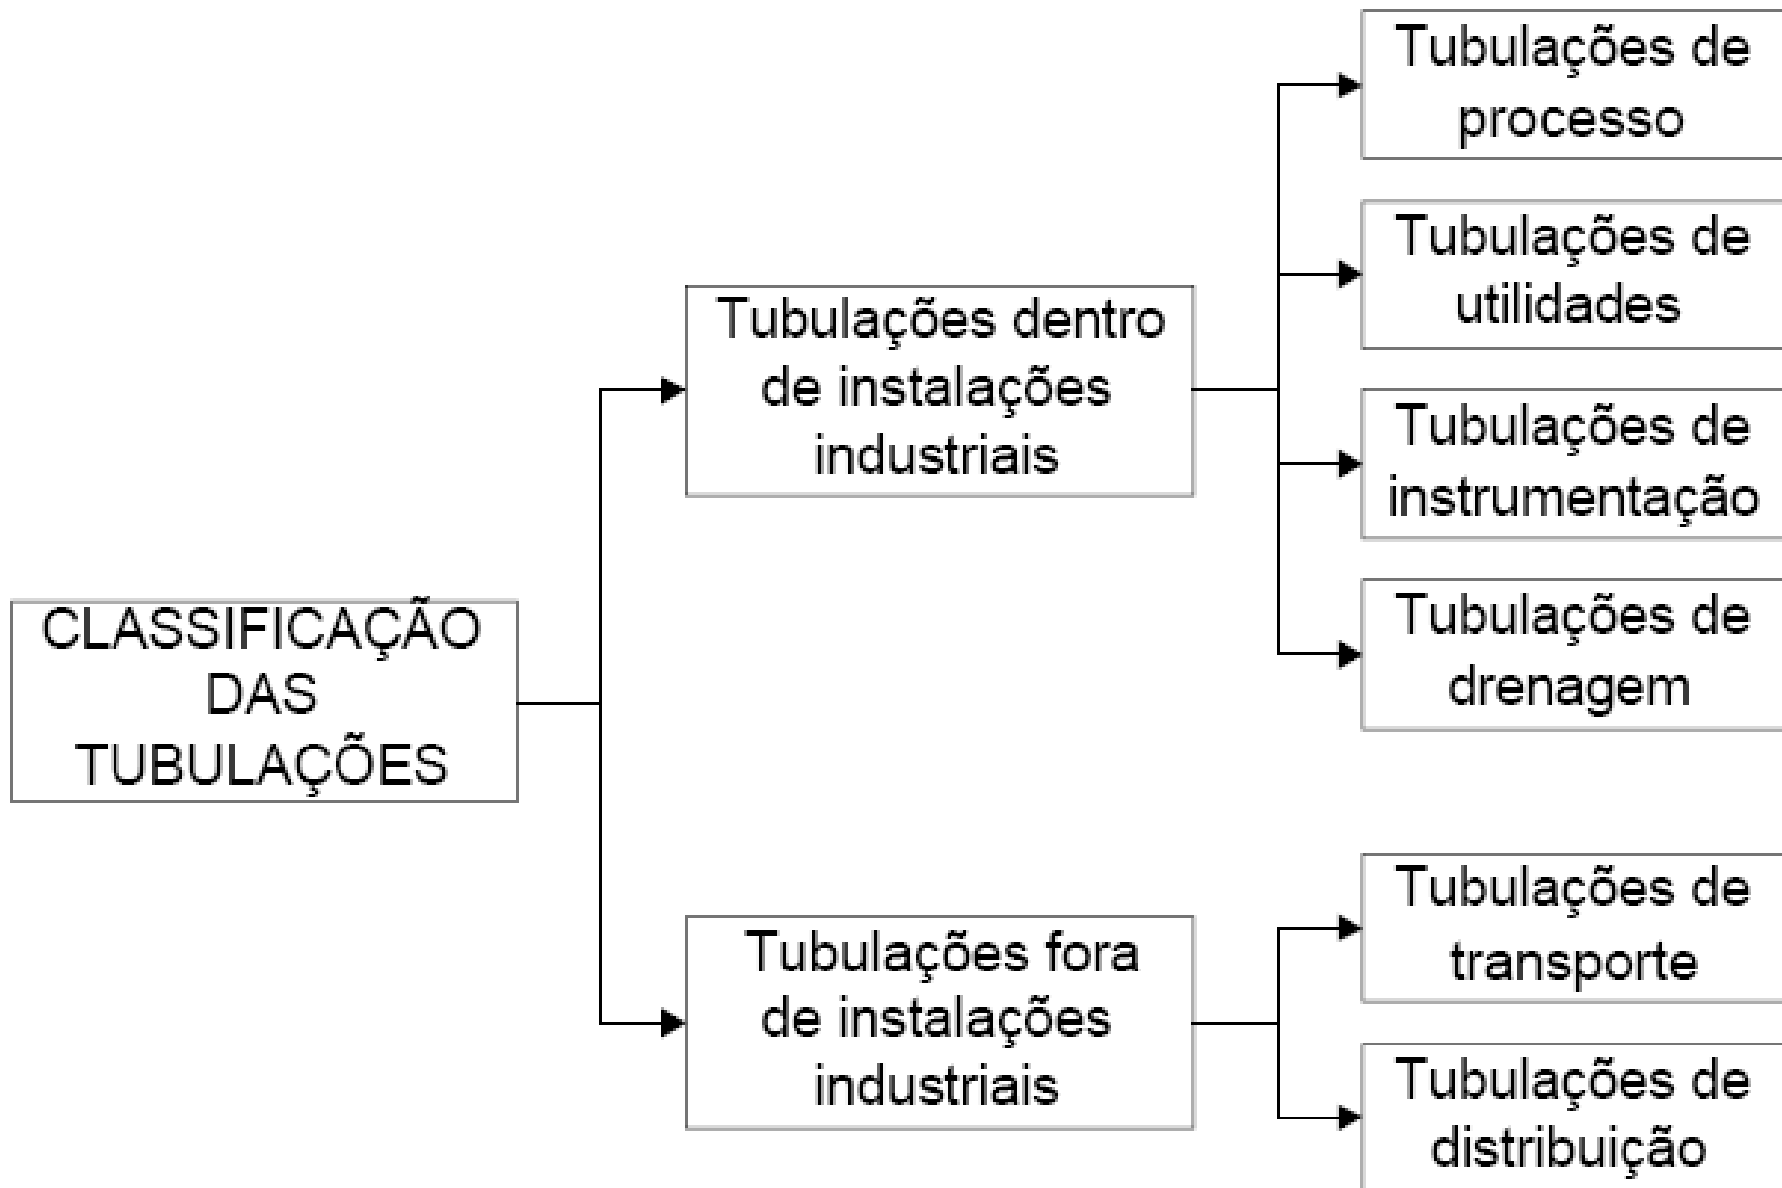 CLASSIFICAÇÃO
DAS
TUBULAÇÕES
Tubulações dentro
de instalações
industriais
Tubulações de
processo
Tubulações de
utilidades
Tubulações de
instrumentação
Tubulações de
drenagem
Tubulações fora
de instalações
industriais
Tubulações de
transporte
Tubulações de
distribuição